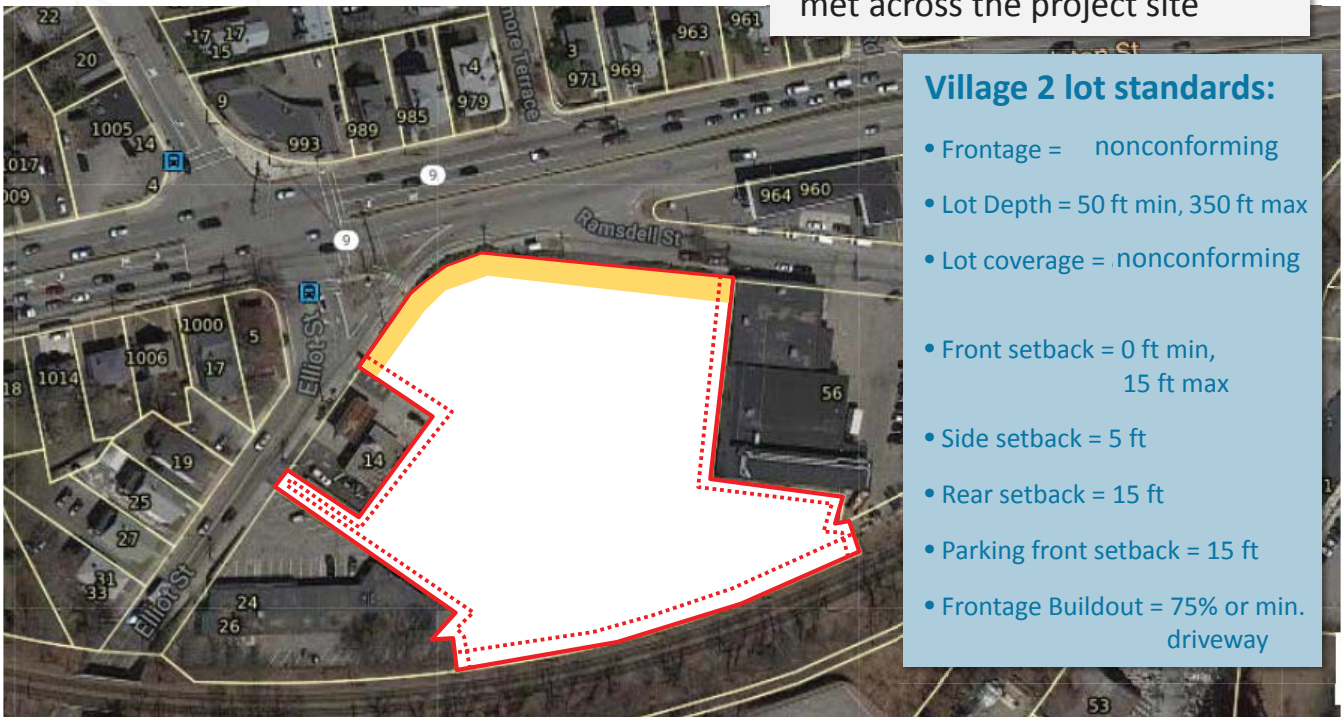 met across the project site
Village 2 lot standards:
• Frontage = nonconforming
• Lot Depth = 50 ft min, 350 ft max
• Lot coverage = nonconforming
• Front setback = 0 ft min,
15 ft max
• Side setback = 5 ft
• Rear setback = 15 ft
• Parking front setback = 15 ft
• Frontage Buildout = 75% or min.
driveway
22
17
17
15
20
9
1005
14
4
1017
009
993
989
985
4
979
more Terrace
3
971
969
961
963
Rd
St
9
9
964
960
Ramsdell St
Elliot St
1000
5
1006
17
1014
18
19
25
27
31
33
14
56
24
26
Elliot St
53